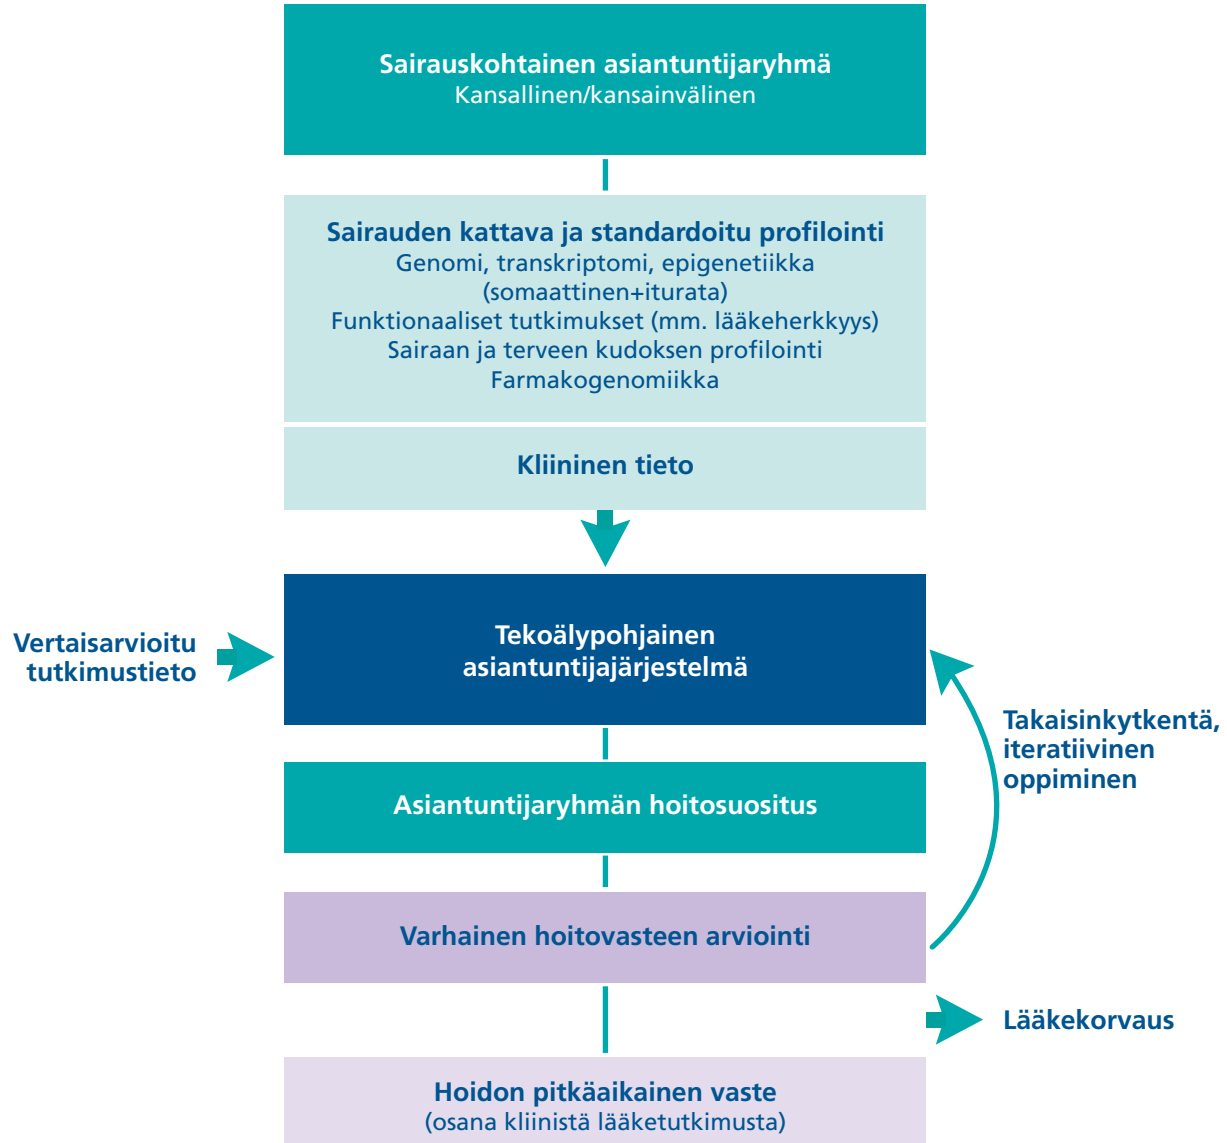 Sairauskohtainen asiantuntijaryhmä
Kansallinen/kansainvälinen
Sairauden kattava ja standardoitu profilointi
Genomi, transkriptomi, epigenetiikka
(somaattinen+iturata)
Funktionaaliset tutkimukset (mm. lääkeherkkyys)
Sairaan ja terveen kudoksen profilointi
Farmakogenomiikka
Kliininen tieto
Vertaisarvioitu
tutkimustieto
Tekoälypohjainen
asiantuntijajärjestelmä
Takaisinkytkentä,
iteratiivinen
oppiminen
Asiantuntijaryhmän hoitosuositus
Varhainen hoitovasteen arviointi
Lääkekorvaus
Hoidon pitkäaikainen vaste
(osana kliinistä lääketutkimusta)